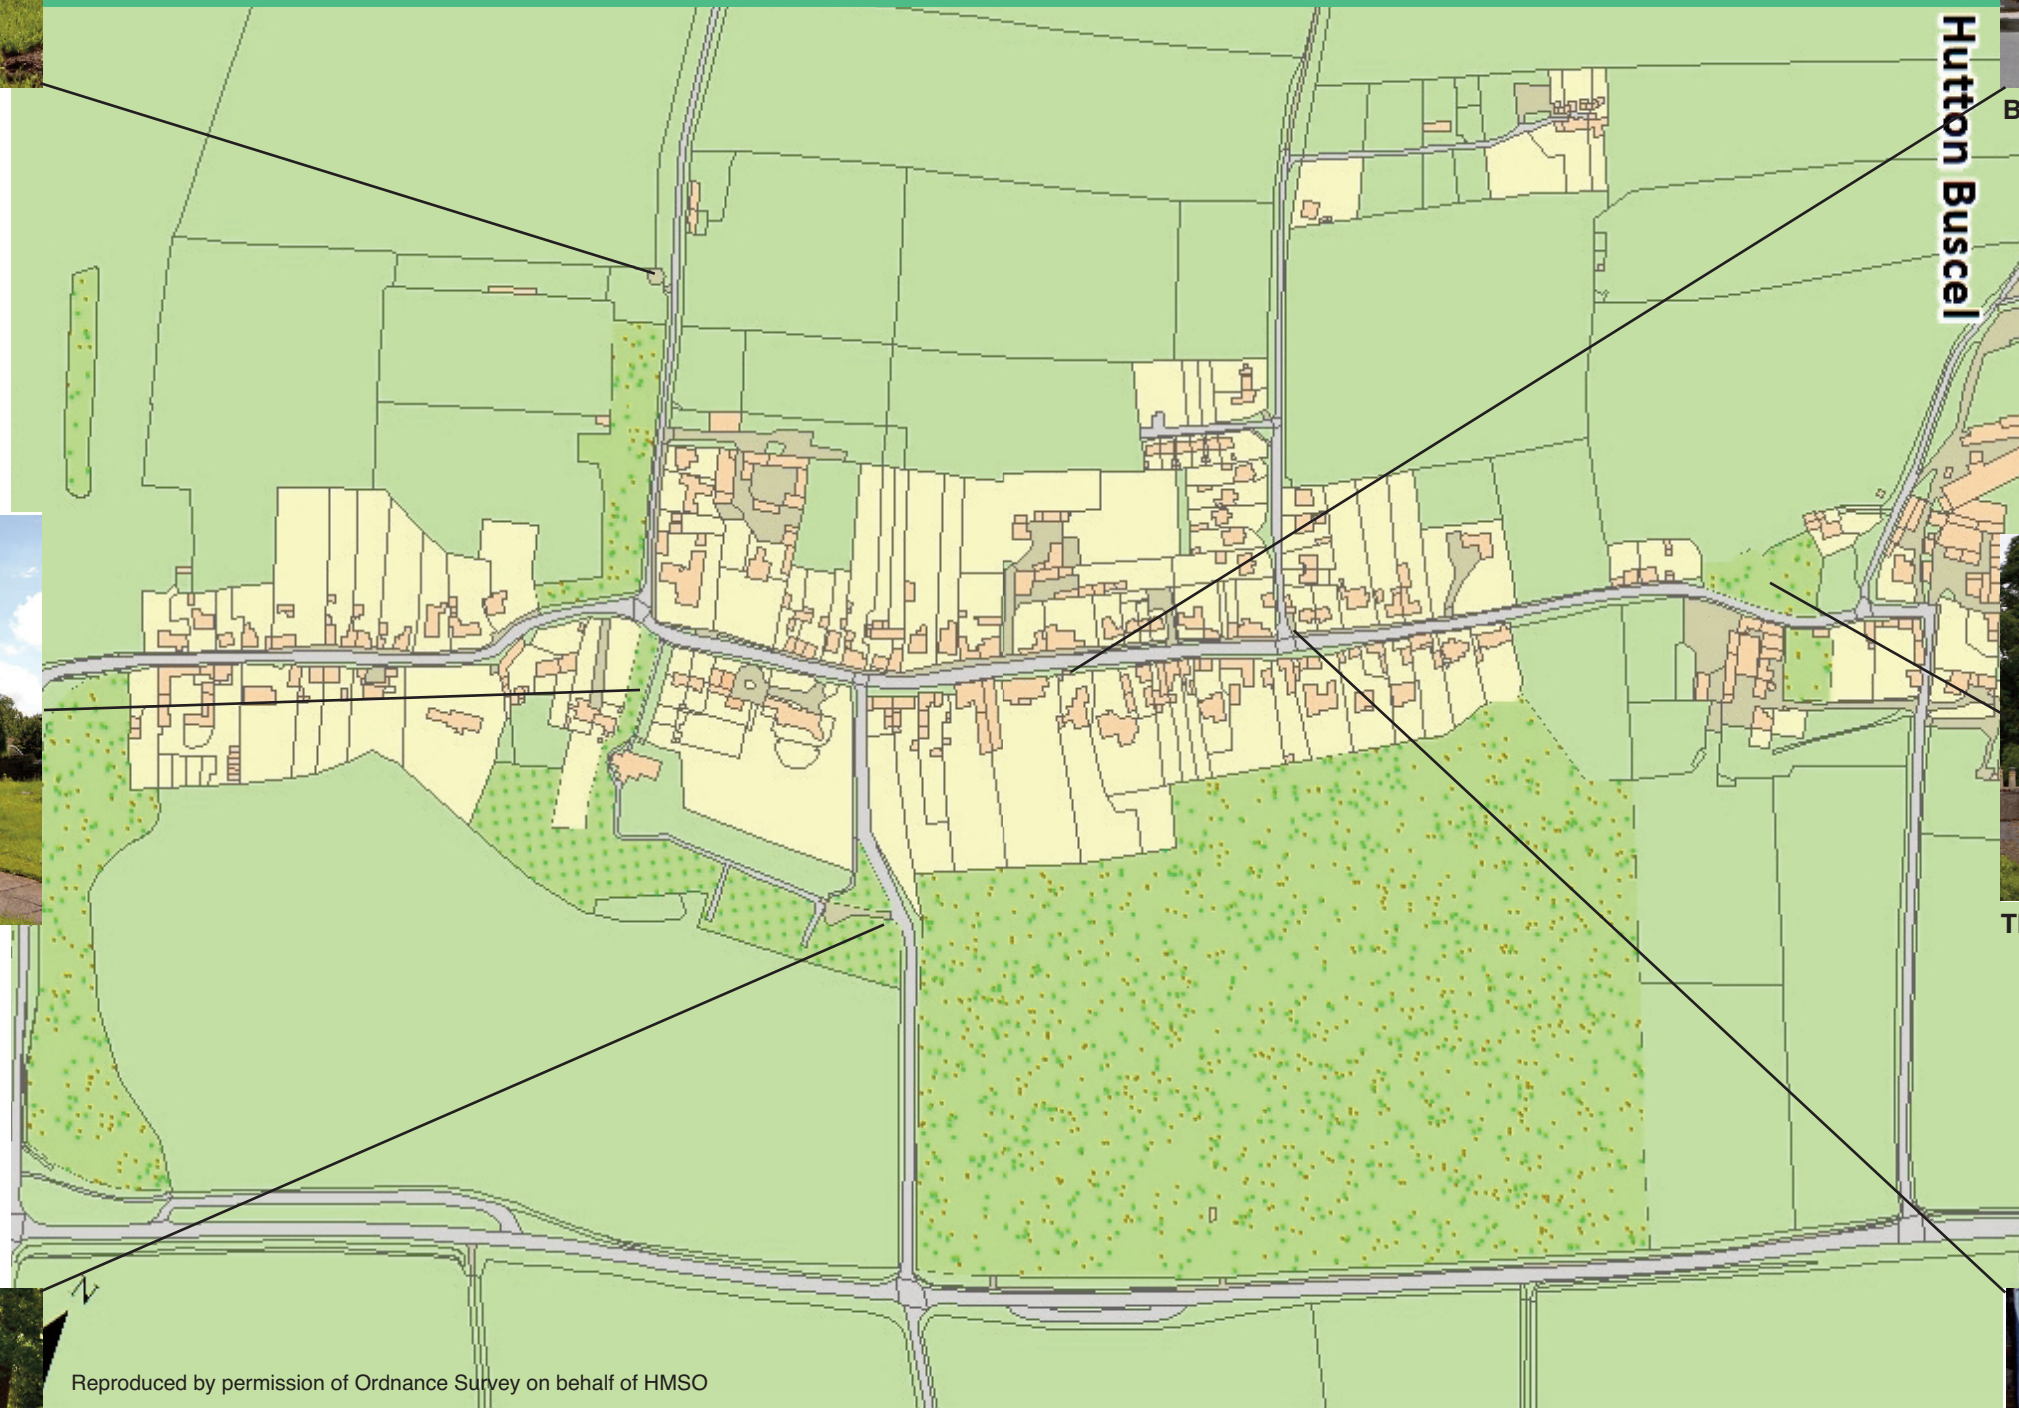 Hutton Buscel
B
T
N
Reproduced by permission of Ordnance Survey on behalf of HMSO